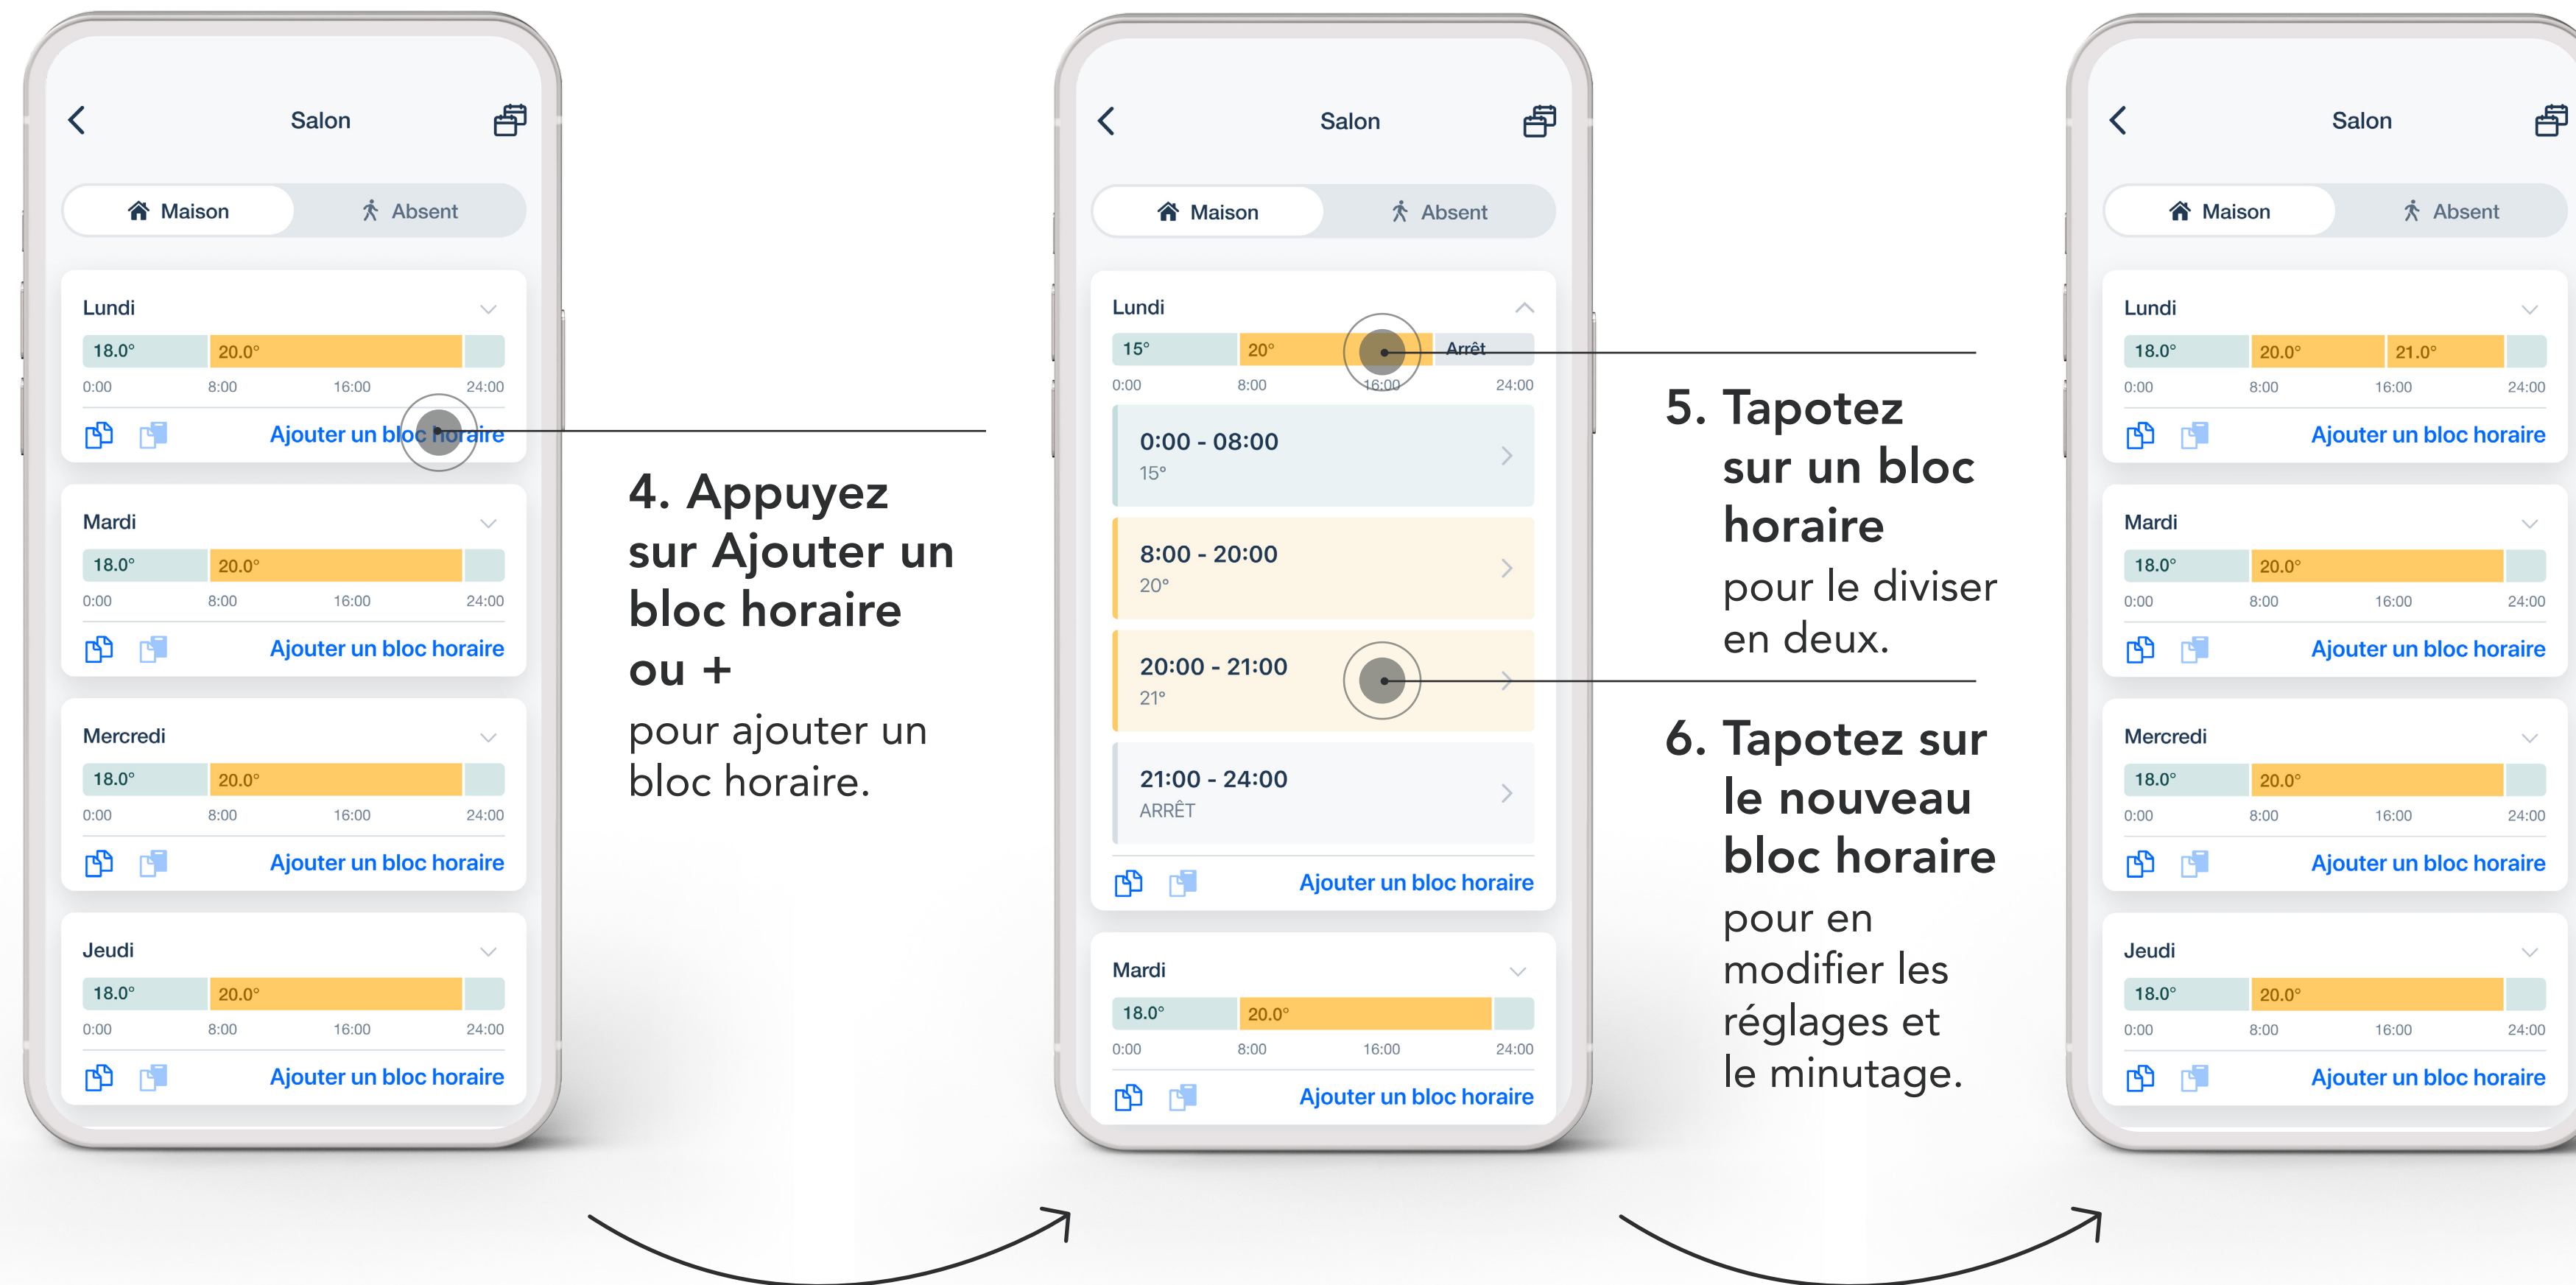 Salon
Maison
Absent
Lundi
18.0° 20.0°
0:00 8:00 16:00 24:00
Ajouter un bloc horaire
Mardi
18.0° 20.0°
0:00 8:00 16:00 24:00
Ajouter un bloc horaire
Mercredi
18.0° 20.0°
0:00 8:00 16:00 24:00
Ajouter un bloc horaire
Jeudi
18.0° 20.0°
0:00 8:00 16:00 24:00
Ajouter un bloc horaire
4. Appuyez
sur Ajouter un
bloc horaire
ou +
pour ajouter un
bloc horaire.
Salon
Maison
Absent
Lundi
15° 20° Arrêt
0:00 8:00 16:00 24:00
0:00 - 08:00
15°
8:00 - 20:00
20°
20:00 - 21:00
21°
21:00 - 24:00
ARRÊT
Ajouter un bloc horaire
Mardi
18.0° 20.0°
0:00 8:00 16:00 24:00
Ajouter un bloc horaire
5. Tapotez
sur un bloc
horaire
pour le diviser
en deux.
6. Tapotez sur
le nouveau
bloc horaire
pour en
modifier les
réglages et
le minutage.
Salon
Maison
Absent
Lundi
18.0° 20.0° 21.0°
0:00 8:00 16:00 24:00
Ajouter un bloc horaire
Mardi
18.0° 20.0°
0:00 8:00 16:00 24:00
Ajouter un bloc horaire
Mercredi
18.0° 20.0°
0:00 8:00 16:00 24:00
Ajouter un bloc horaire
Jeudi
18.0° 20.0°
0:00 8:00 16:00 24:00
Ajouter un bloc horaire